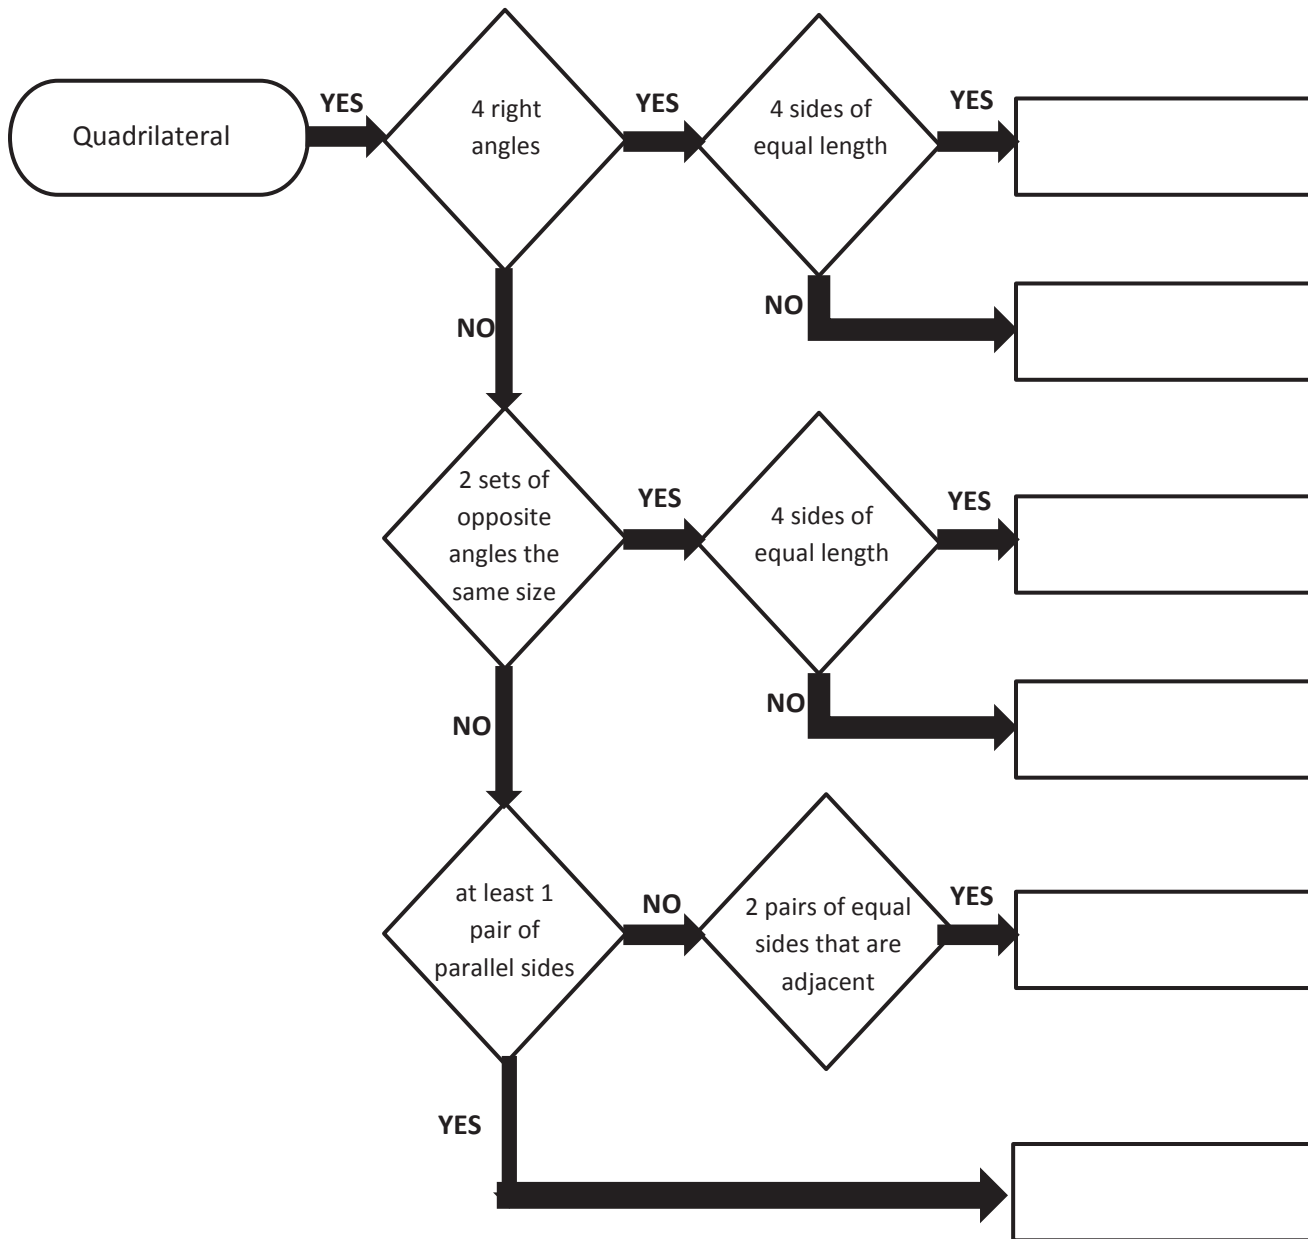 Quadrilateral
YES
4 right
angles
YES
4 sides of
equal length
YES
NO
NO
2 sets of
opposite
angles the
same size
YES
4 sides of
equal length
YES
NO
NO
at least 1
pair of
parallel sides
NO
2 pairs of equal
sides that are
adjacent
YES
YES